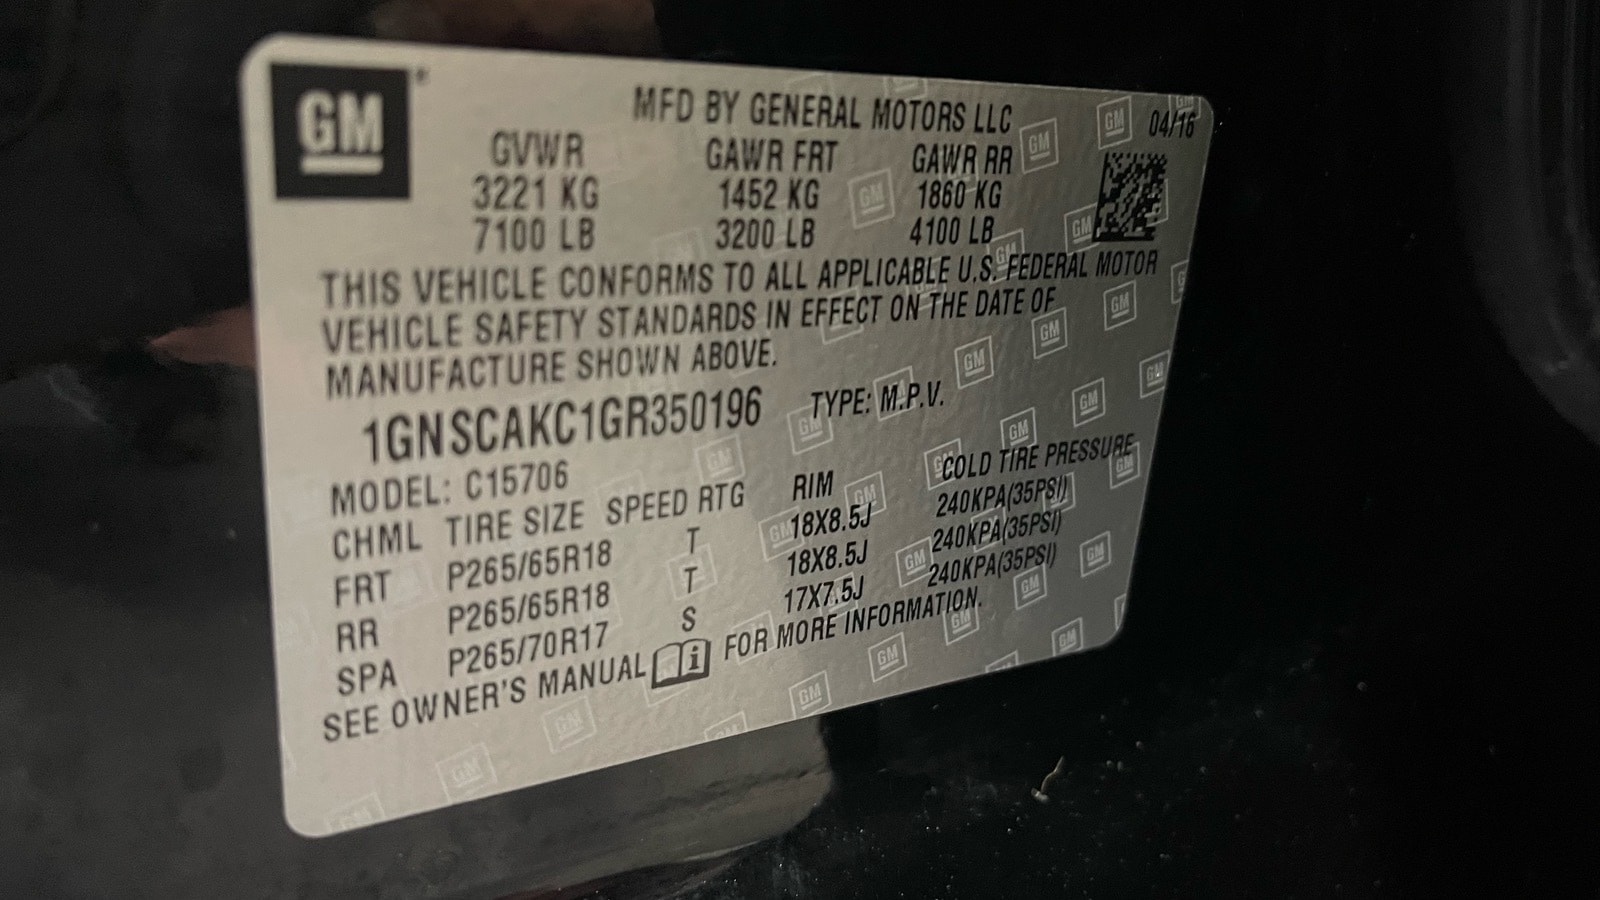 GM
MFD BY GENERAL MOTORS LLC
04/16
GVWR GAWR FRT GAWR RR
3221 KG 1452 KG 1860 KG
7100 LB 3200 LB 4100 LB
THIS VEHICLE CONFORMS TO ALL APPLICABLE U.S. FEDERAL MOTOR
VEHICLE SAFETY STANDARDS IN EFFECT ON THE DATE OF
MANUFACTURE SHOWN ABOVE.
1GNSCAKC1GR350196 TYPE: M.P.V.
MODEL: C15706
CHML TIRE SIZE SPEED RTG RIM COLD TIRE PRESSURE
FRT P265/65R18 T 18X8.5J 240KPA(35PSI)
RR P265/65R18 T 18X8.5J 240KPA(35PSI)
SPA P265/70R17 S 17X7.5J 240KPA(35PSI)
SEE OWNER'S MANUAL i FOR MORE INFORMATION.